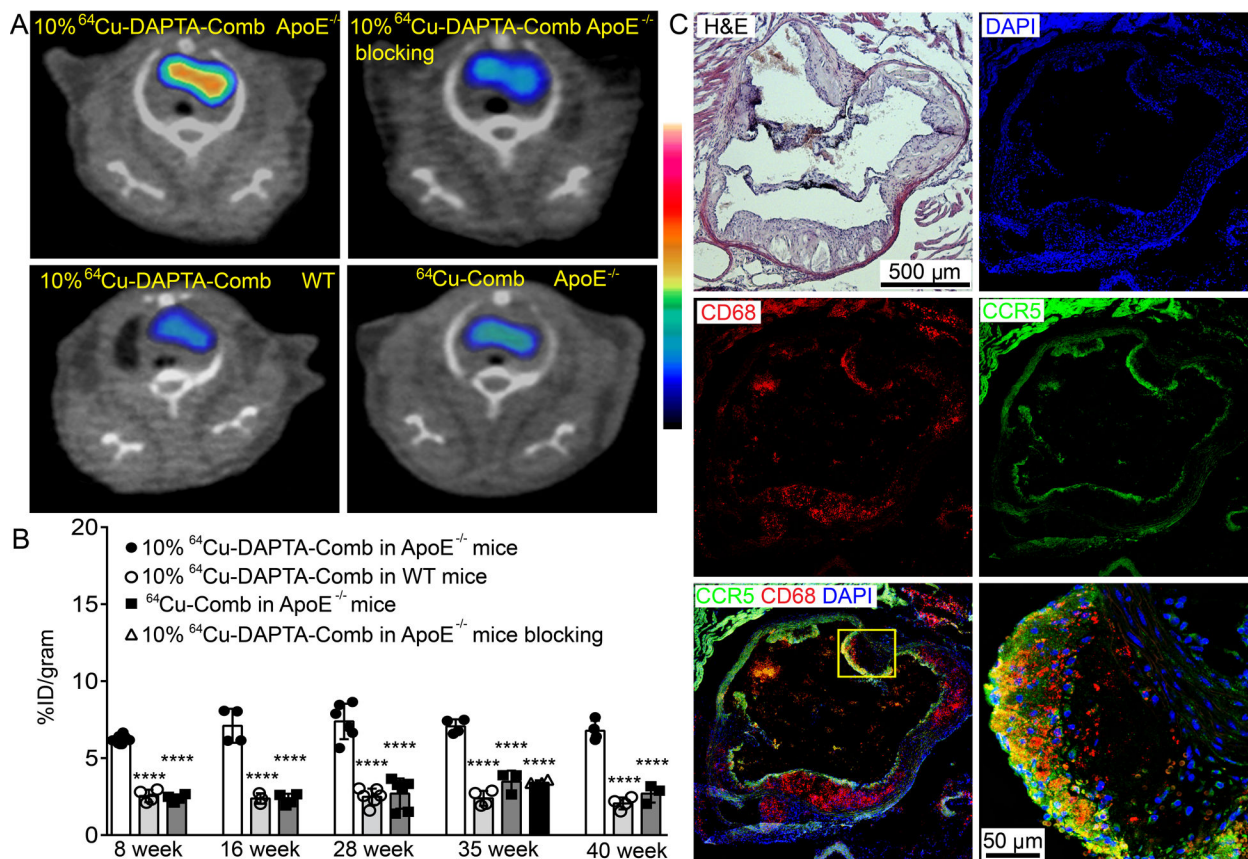 A
10% ⁶⁴Cu-DAPTA-Comb ApoE⁻/⁻
10% ⁶⁴Cu-DAPTA-Comb ApoE⁻/⁻
blocking
10% ⁶⁴Cu-DAPTA-Comb WT
⁶⁴Cu-Comb ApoE⁻/⁻
B
%ID/gram
20
15
10
5
0
10% ⁶⁴Cu-DAPTA-Comb in ApoE⁻/⁻ mice
10% ⁶⁴Cu-DAPTA-Comb in WT mice
⁶⁴Cu-Comb in ApoE⁻/⁻ mice
10% ⁶⁴Cu-DAPTA-Comb in ApoE⁻/⁻ mice blocking
**** ****
**** ****
**** ****
**** **** ****
**** ****
8 week 16 week 28 week 35 week 40 week
C
H&E
500 µm
DAPI
CD68
CCR5
CCR5 CD68 DAPI
50 µm